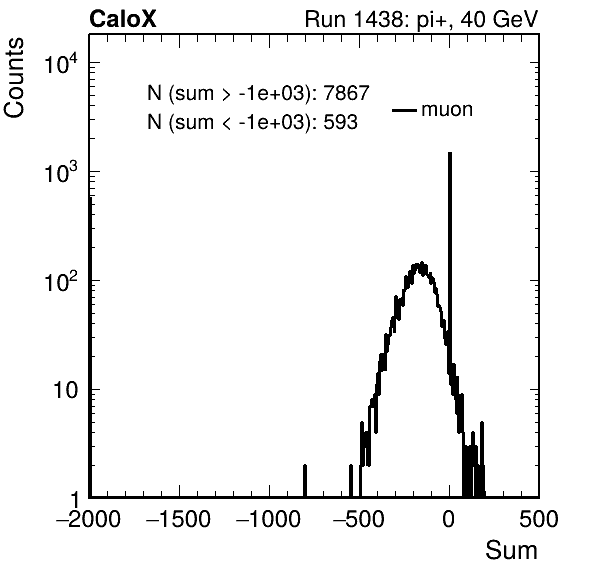 CaloX Run 1438: pi+, 40 GeV
Counts
10⁴
N (sum > -1e+03): 7867
N (sum < -1e+03): 593
muon
10³
10²
10
1
−2000 −1500 −1000 −500 0 500
Sum